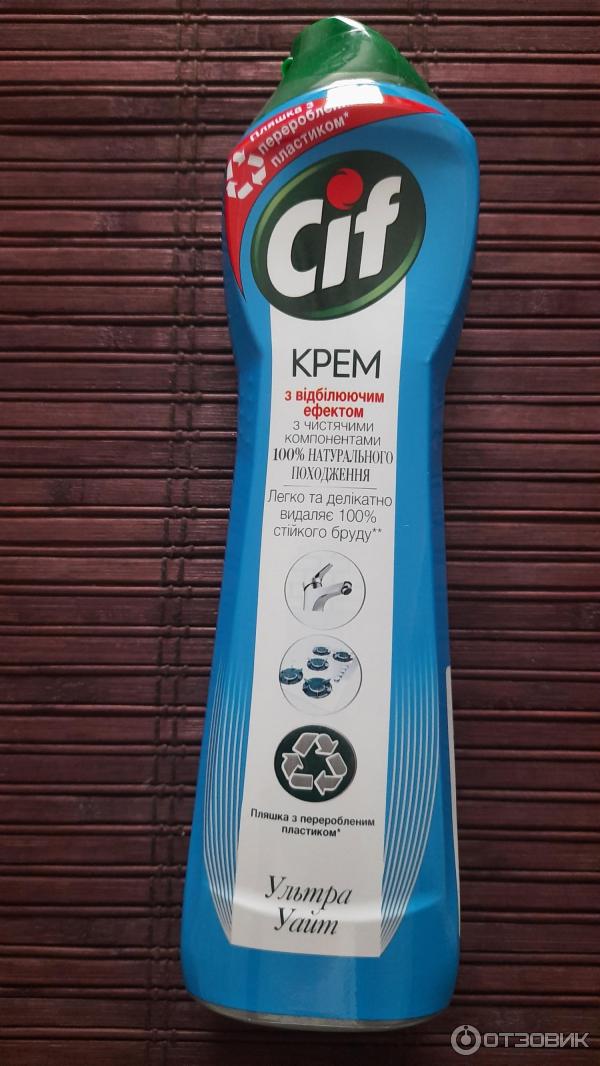 Пляшка з
переробленим
пластиком*
Cif
КРЕМ
з відбілюючим
ефектом
з чистячими
компонентами
100% НАТУРАЛЬНОГО
ПОХОДЖЕННЯ
Легко та делікатно
видаляє 100%
стійкого бруду**
Пляшка з переробленим
пластиком*
Ультра
Уайт
ОТЗОВИК